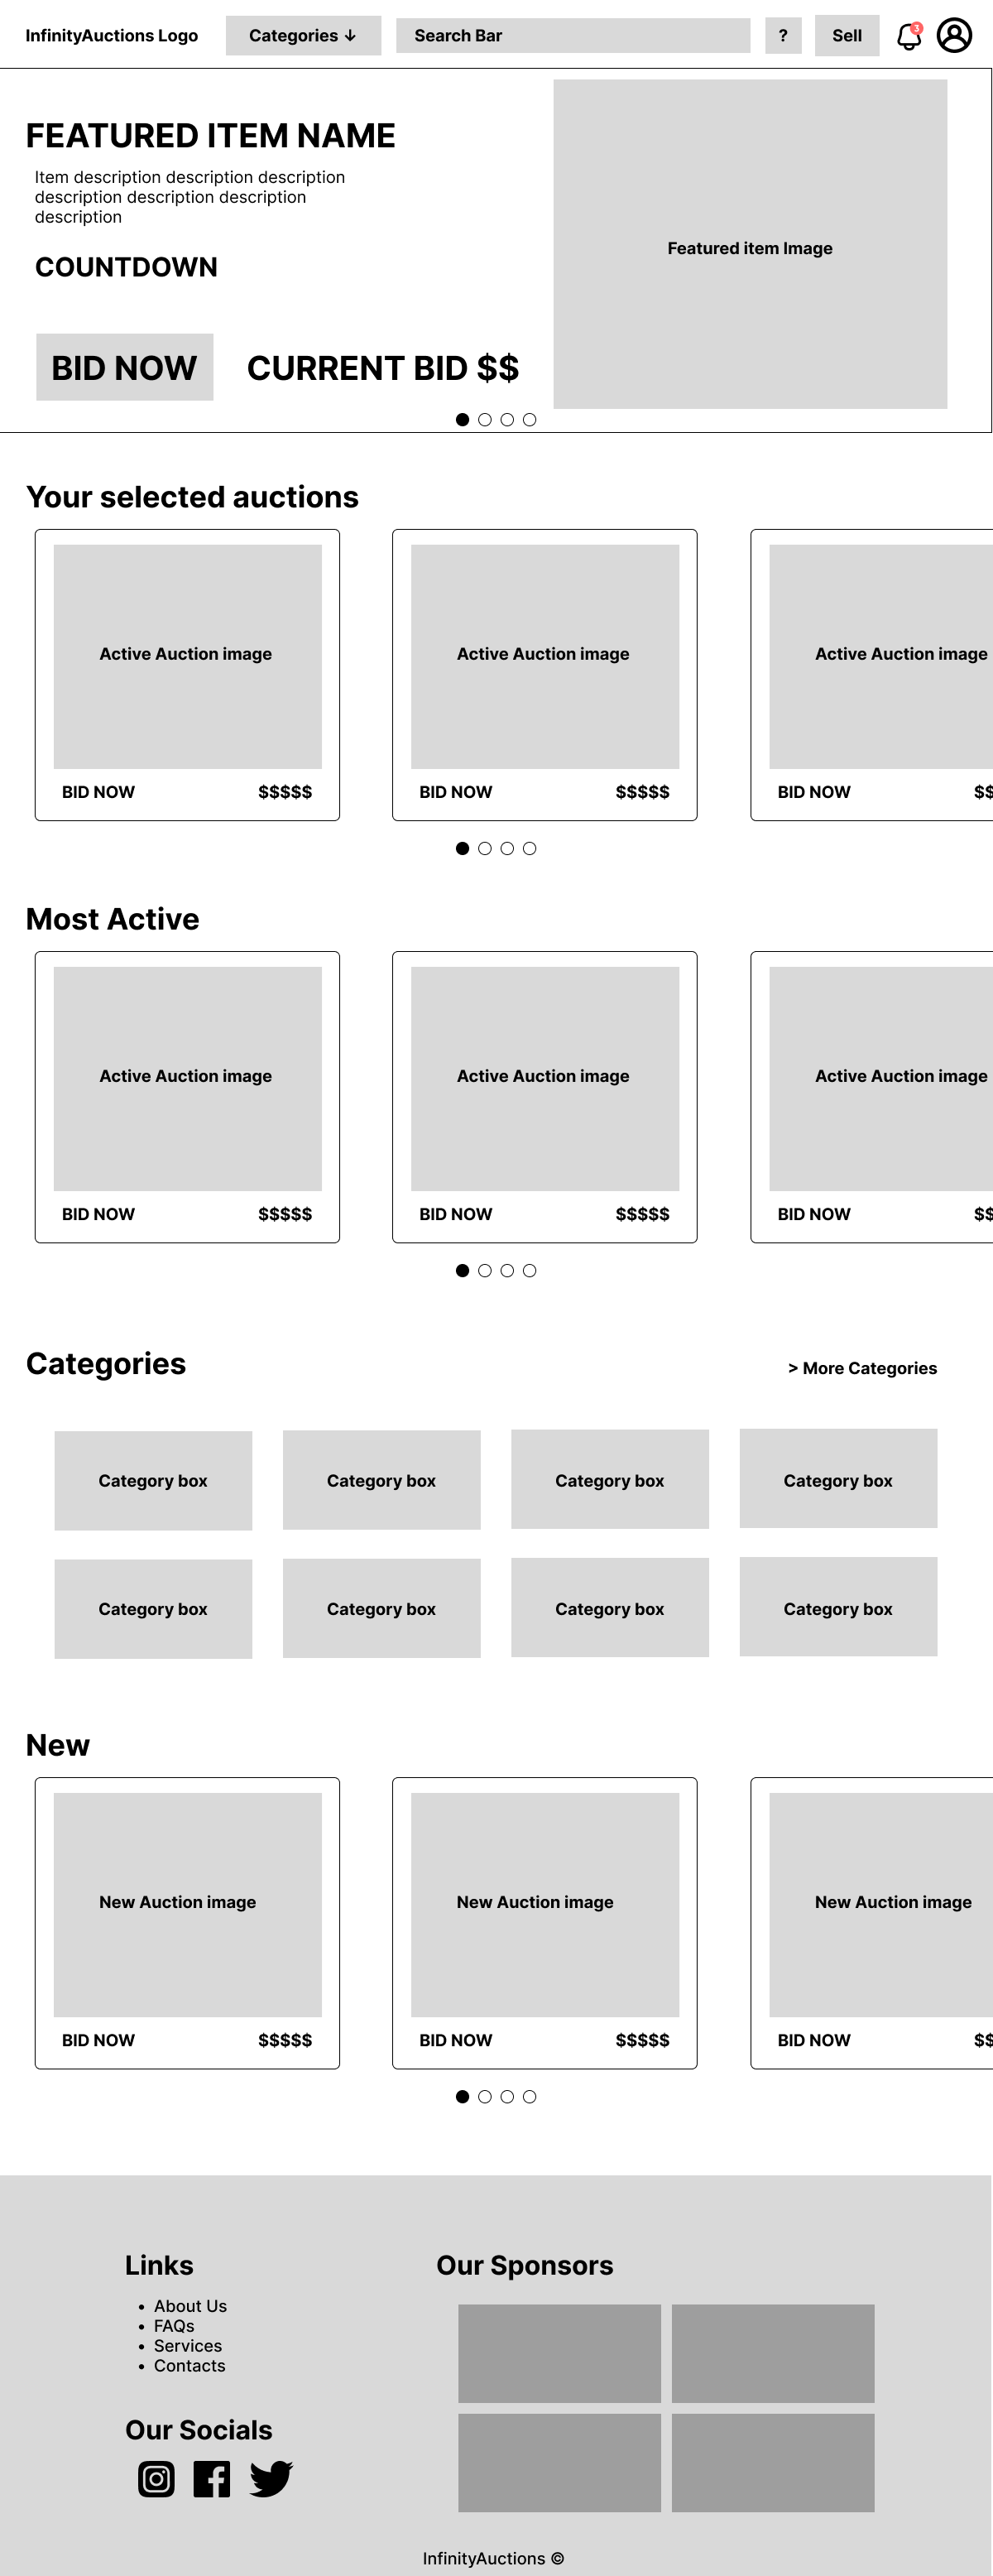 InfinityAuctions Logo
Categories ↓
Search Bar
?
Sell
3
FEATURED ITEM NAME
Item description description description
description description description
description
COUNTDOWN
BID NOW
CURRENT BID $$
Featured item Image
Your selected auctions
Active Auction image
Active Auction image
Active Auction image
BID NOW $$$$$
BID NOW $$$$$
BID NOW $$
Most Active
Active Auction image
Active Auction image
Active Auction image
BID NOW $$$$$
BID NOW $$$$$
BID NOW $$
Categories
> More Categories
Category box
Category box
Category box
Category box
Category box
Category box
Category box
Category box
New
New Auction image
New Auction image
New Auction image
BID NOW $$$$$
BID NOW $$$$$
BID NOW $$
Links
• About Us
• FAQs
• Services
• Contacts
Our Socials
Our Sponsors
InfinityAuctions ©